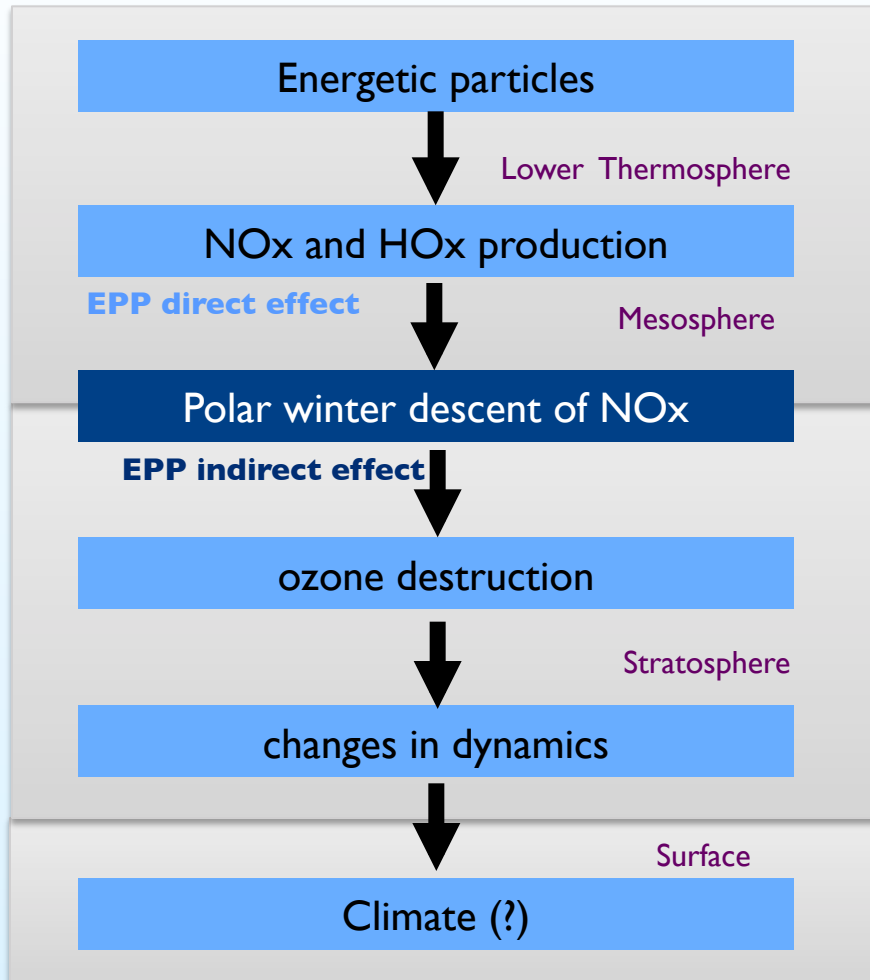 Energetic particles
Lower Thermosphere
NOx and HOx production
EPP direct effect
Mesosphere
Polar winter descent of NOx
EPP indirect effect
ozone destruction
Stratosphere
changes in dynamics
Surface
Climate (?)